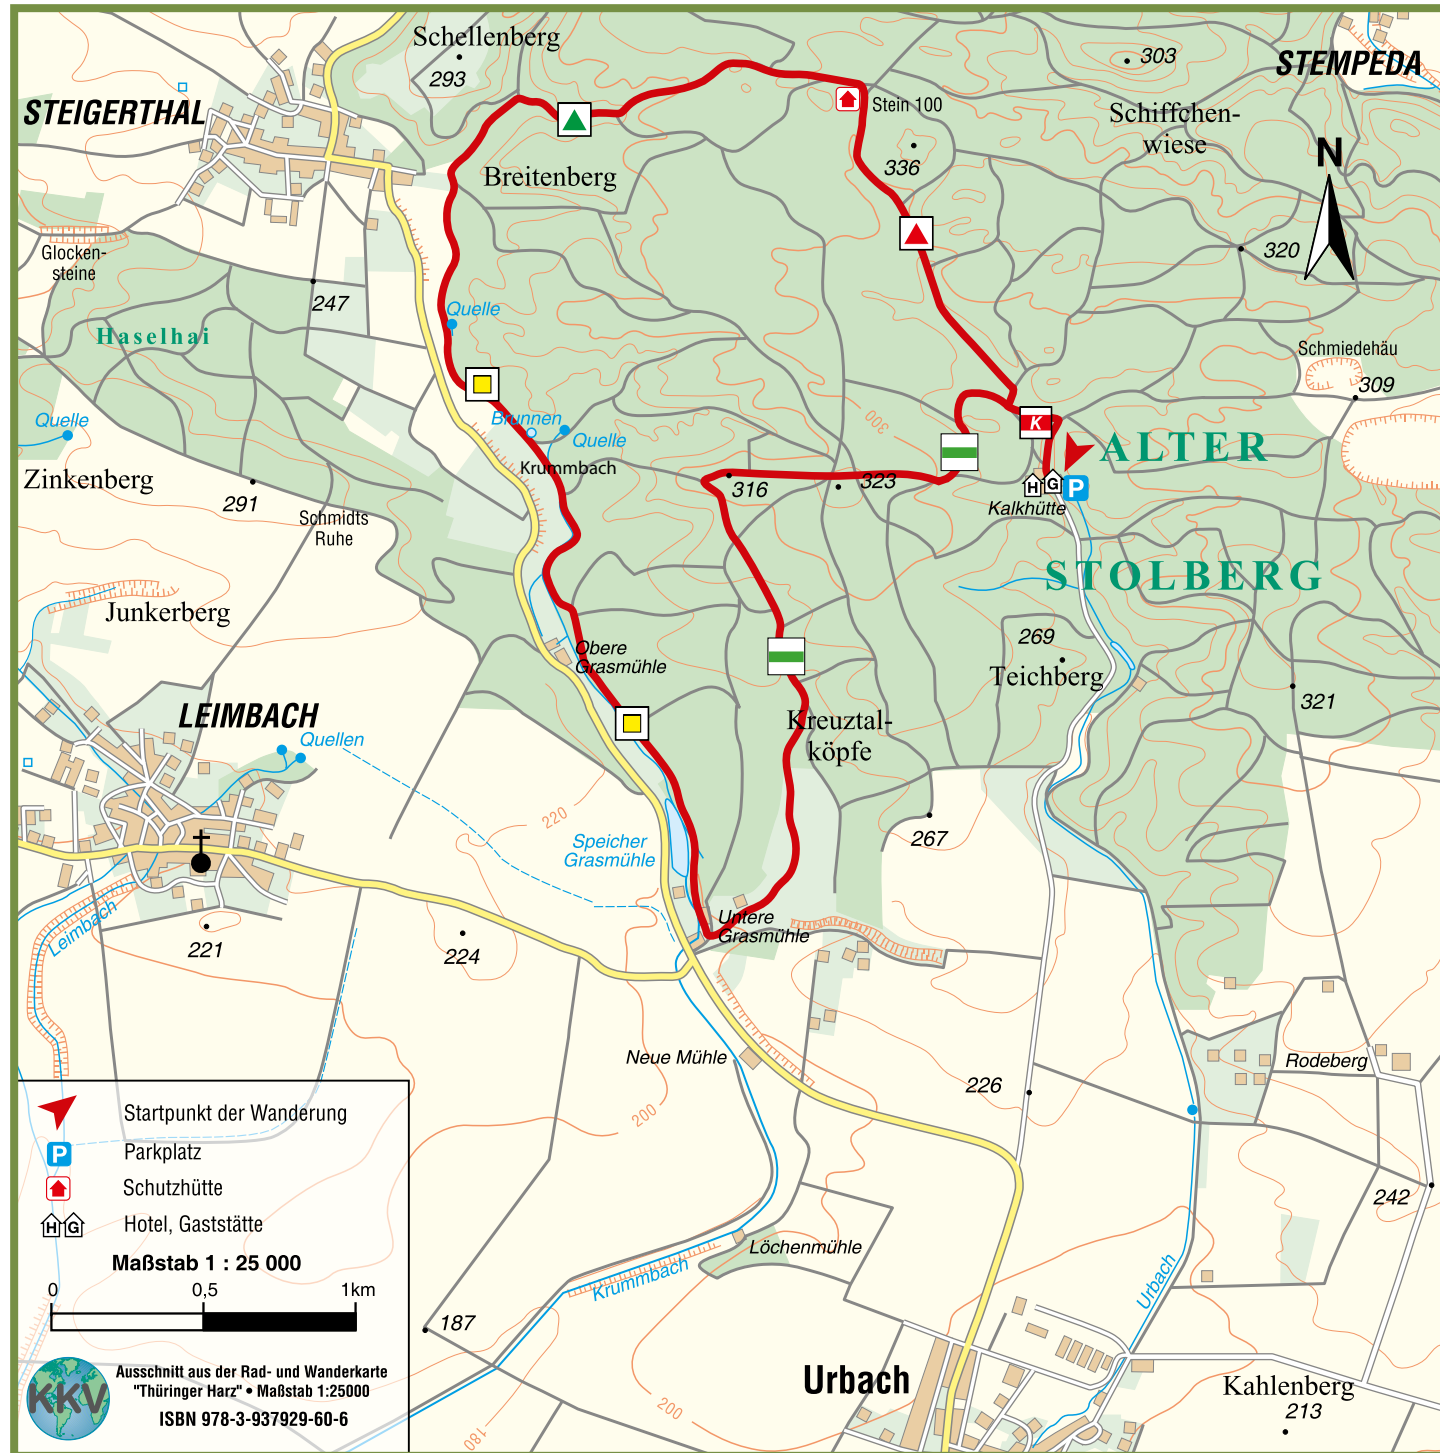 Schellenberg
293
303
STEMPEDA
STEIGERTHAL
Stein 100
Schiffchen-
wiese
N
336
Breitenberg
320
Glocken-
steine
247
Quelle
Haselhai
Schmiedehäu
309
300
K
Quelle
Brunnen
Quelle
Krummbach
ALTER
Zinkenberg
291
316
323
H G P
Kalkhütte
Schmidts
Ruhe
STOLBERG
Junkerberg
269
Teichberg
Obere
Grasmühle
321
LEIMBACH
Quellen
Kreuztal-
köpfe
220
267
Speicher
Grasmühle
Leimbach
221
224
Untere
Grasmühle
Neue Mühle
226
Rodeberg
200
242
Löchenmühle
Krummbach
Urbach
187
Urbach
Kahlenberg
213
200
180
Startpunkt der Wanderung
P Parkplatz
Schutzhütte
H G Hotel, Gaststätte
Maßstab 1 : 25 000
0 0,5 1km
KKV
Ausschnitt aus der Rad- und Wanderkarte
"Thüringer Harz" • Maßstab 1:25000
ISBN 978-3-937929-60-6